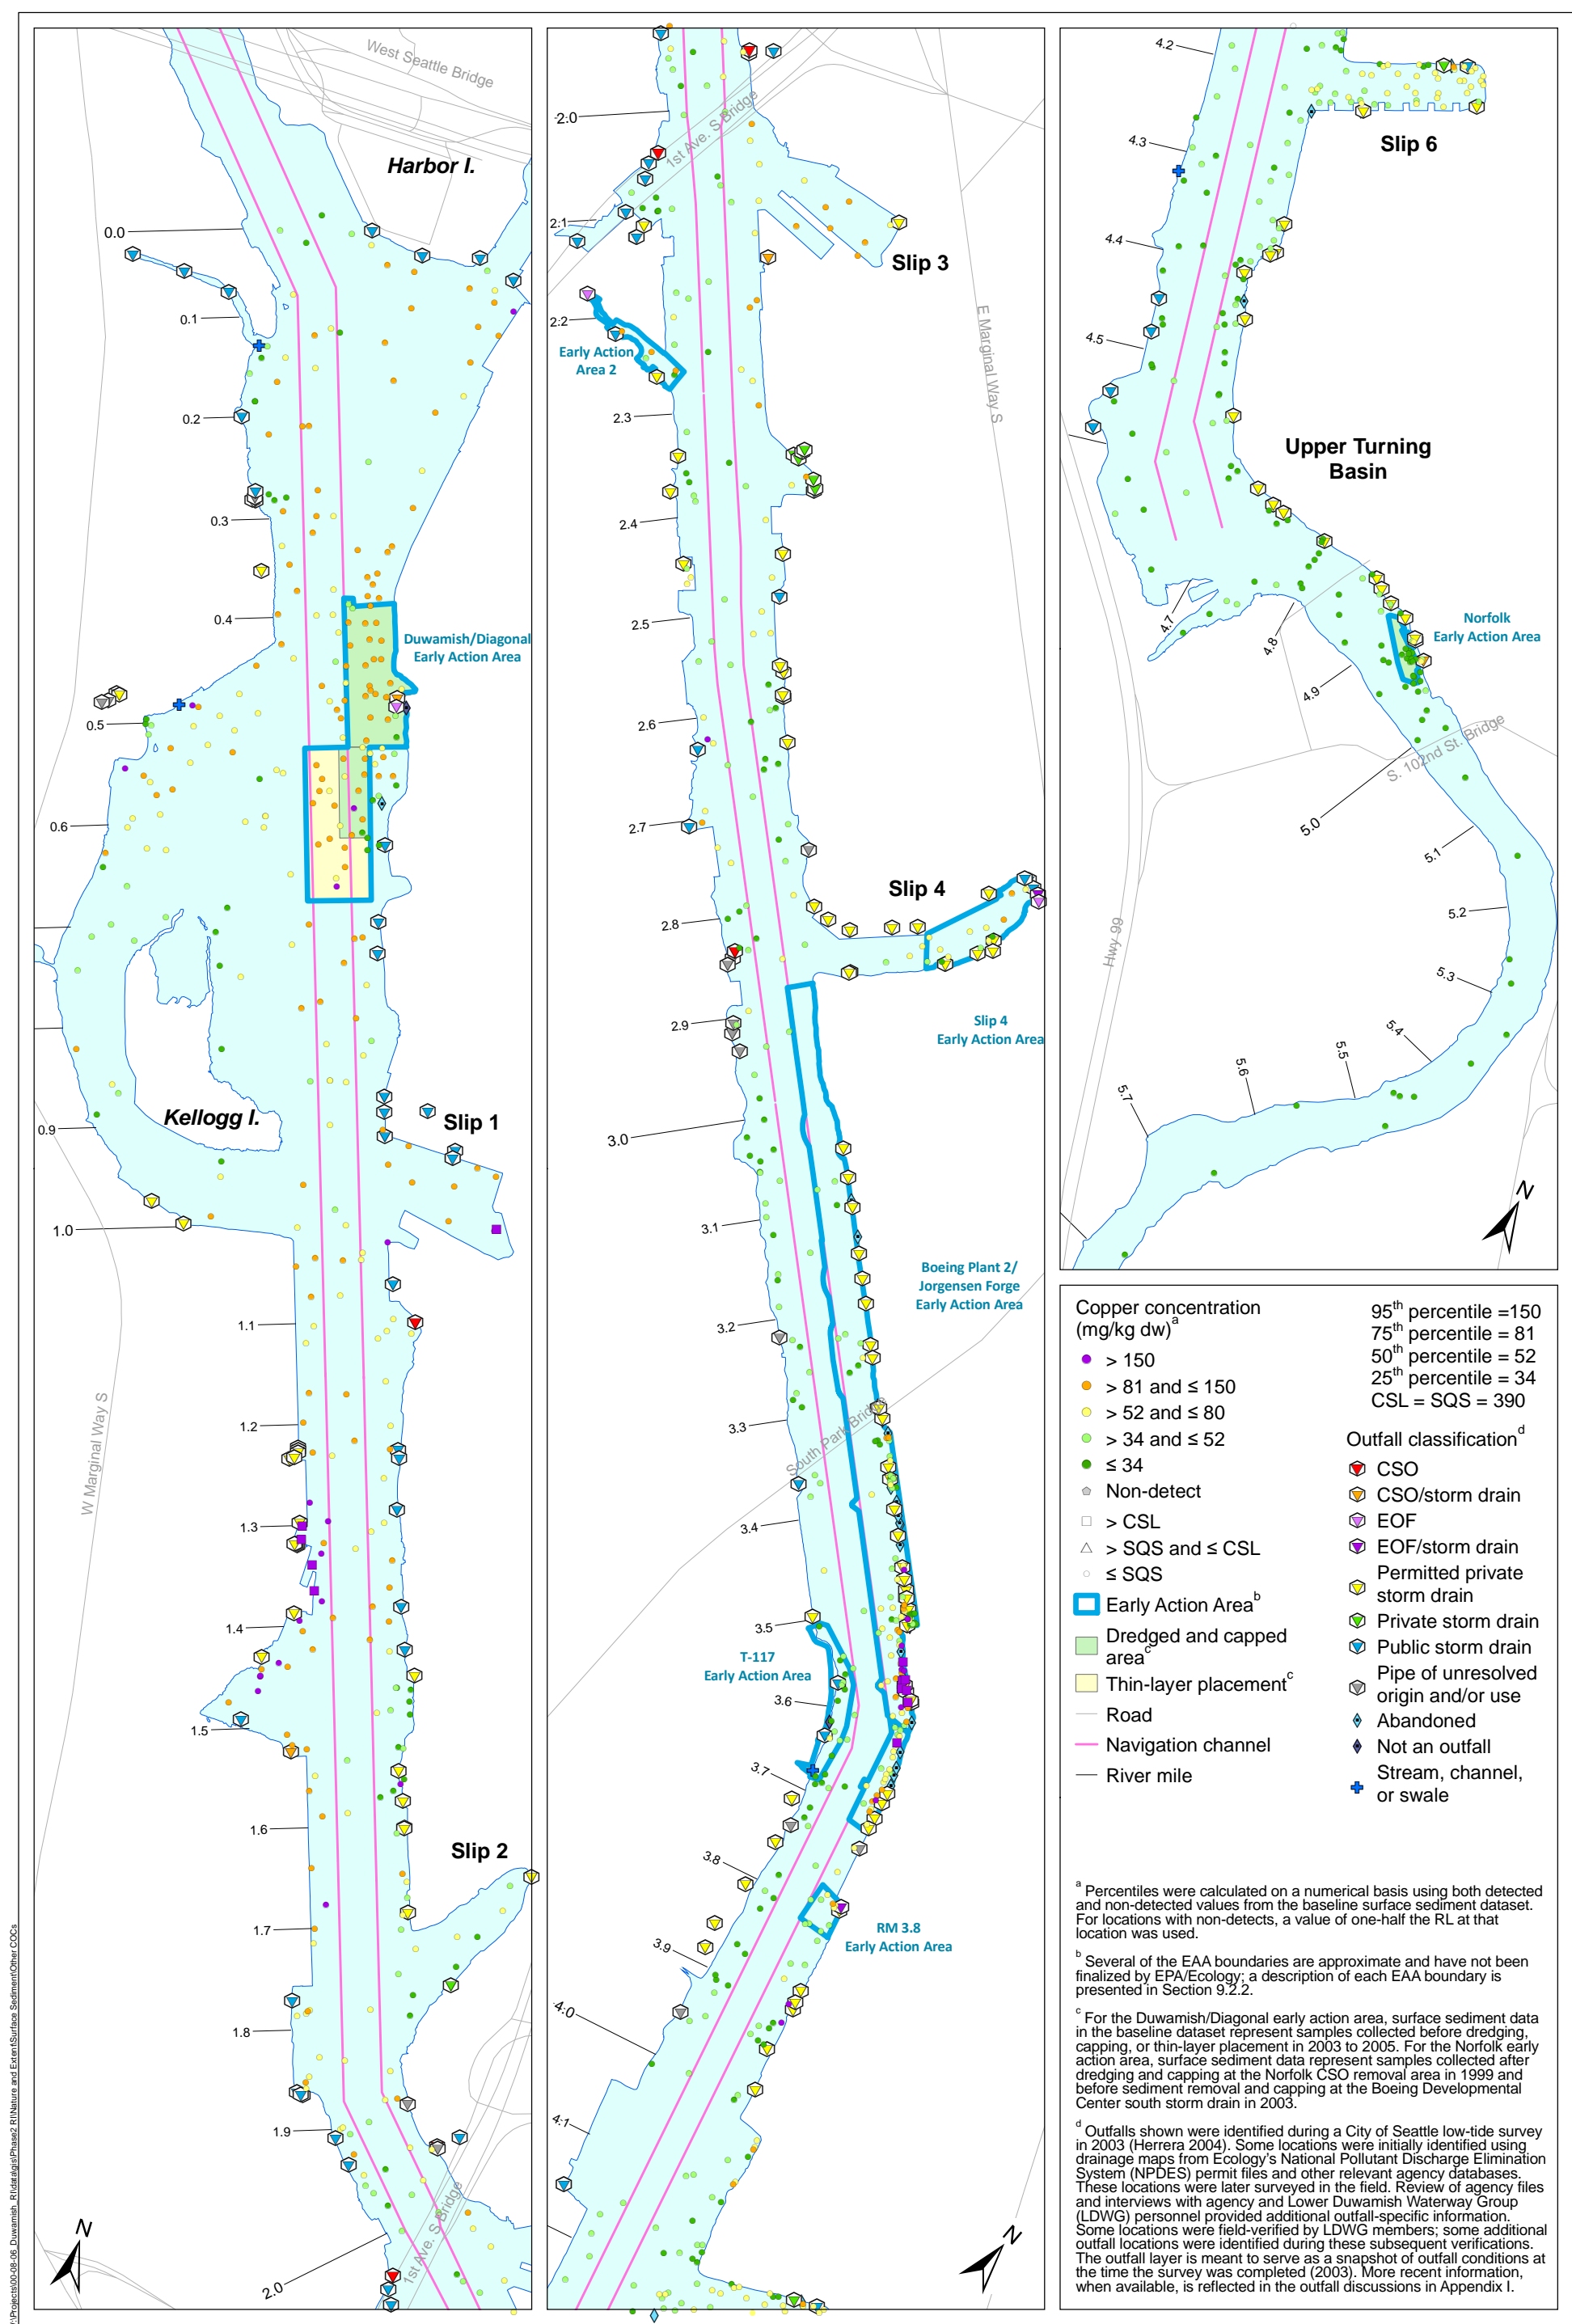 West Seattle Bridge
Harbor I.
0.0
0.1
0.2
0.3
0.4
Duwamish/Diagonal
Early Action Area
0.5
0.6
Kellogg I.
Slip 1
0.9
1.0
1.1
1.2
W Marginal Way S
1.3
1.4
1.5
1.6
Slip 2
1.7
1.8
1.9
2.0
1st Ave. S Bridge
N
2.0
1st Ave. S Bridge
2.1
Slip 3
2.2
Early Action
Area 2
E Marginal Way S
2.3
2.4
2.5
2.6
2.7
Slip 4
2.8
2.9
Slip 4
Early Action Area
3.0
3.1
Boeing Plant 2/
Jorgensen Forge
Early Action Area
3.2
3.3
South Park Bridge
3.4
3.5
T-117
Early Action Area
3.6
3.7
3.8
RM 3.8
Early Action Area
3.9
4.0
4.1
N
4.2
Slip 6
4.3
4.4
4.5
Upper Turning
Basin
4.7
4.8
Norfolk
Early Action Area
4.9
S. 102nd St. Bridge
5.0
5.1
Hwy 99
5.2
5.3
5.4
5.5
5.6
5.7
N
Copper concentration
(mg/kg dw)a
> 150
> 81 and ≤ 150
> 52 and ≤ 80
> 34 and ≤ 52
≤ 34
Non-detect
> CSL
> SQS and ≤ CSL
≤ SQS
Early Action Areab
Dredged and capped
areac
Thin-layer placementc
Road
Navigation channel
River mile
95th percentile =150
75th percentile = 81
50th percentile = 52
25th percentile = 34
CSL = SQS = 390
Outfall classificationd
CSO
CSO/storm drain
EOF
EOF/storm drain
Permitted private
storm drain
Private storm drain
Public storm drain
Pipe of unresolved
origin and/or use
Abandoned
Not an outfall
Stream, channel,
or swale
a Percentiles were calculated on a numerical basis using both detected
and non-detected values from the baseline surface sediment dataset.
For locations with non-detects, a value of one-half the RL at that
location was used.
b Several of the EAA boundaries are approximate and have not been
finalized by EPA/Ecology; a description of each EAA boundary is
presented in Section 9.2.2.
c For the Duwamish/Diagonal early action area, surface sediment data
in the baseline dataset represent samples collected before dredging,
capping, or thin-layer placement in 2003 to 2005. For the Norfolk early
action area, surface sediment data represent samples collected after
dredging and capping at the Norfolk CSO removal area in 1999 and
before sediment removal and capping at the Boeing Developmental
Center south storm drain in 2003.
d Outfalls shown were identified during a City of Seattle low-tide survey
in 2003 (Herrera 2004). Some locations were initially identified using
drainage maps from Ecology's National Pollutant Discharge Elimination
System (NPDES) permit files and other relevant agency databases.
These locations were later surveyed in the field. Review of agency files
and interviews with agency and Lower Duwamish Waterway Group
(LDWG) personnel provided additional outfall-specific information.
Some locations were field-verified by LDWG members; some additional
outfall locations were identified during these subsequent verifications.
The outfall layer is meant to serve as a snapshot of outfall conditions at
the time the survey was completed (2003). More recent information,
when available, is reflected in the outfall discussions in Appendix I.